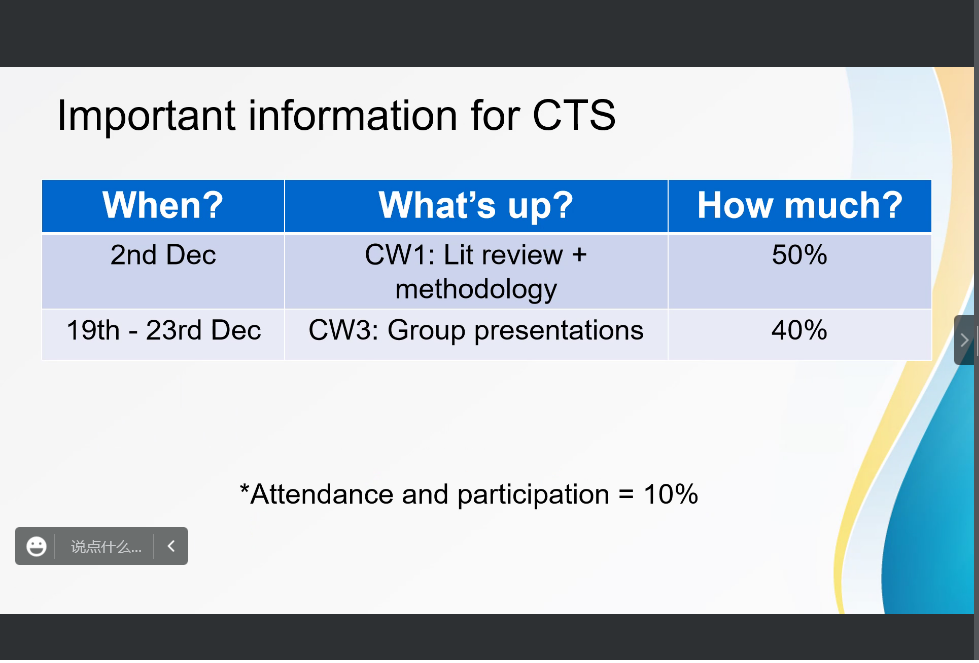 Important information for CTS
When? What's up? How much?
2nd Dec CW1: Lit review + 50%
methodology
19th - 23rd Dec CW3: Group presentations 40%
*Attendance and participation = 10%
说点什么...